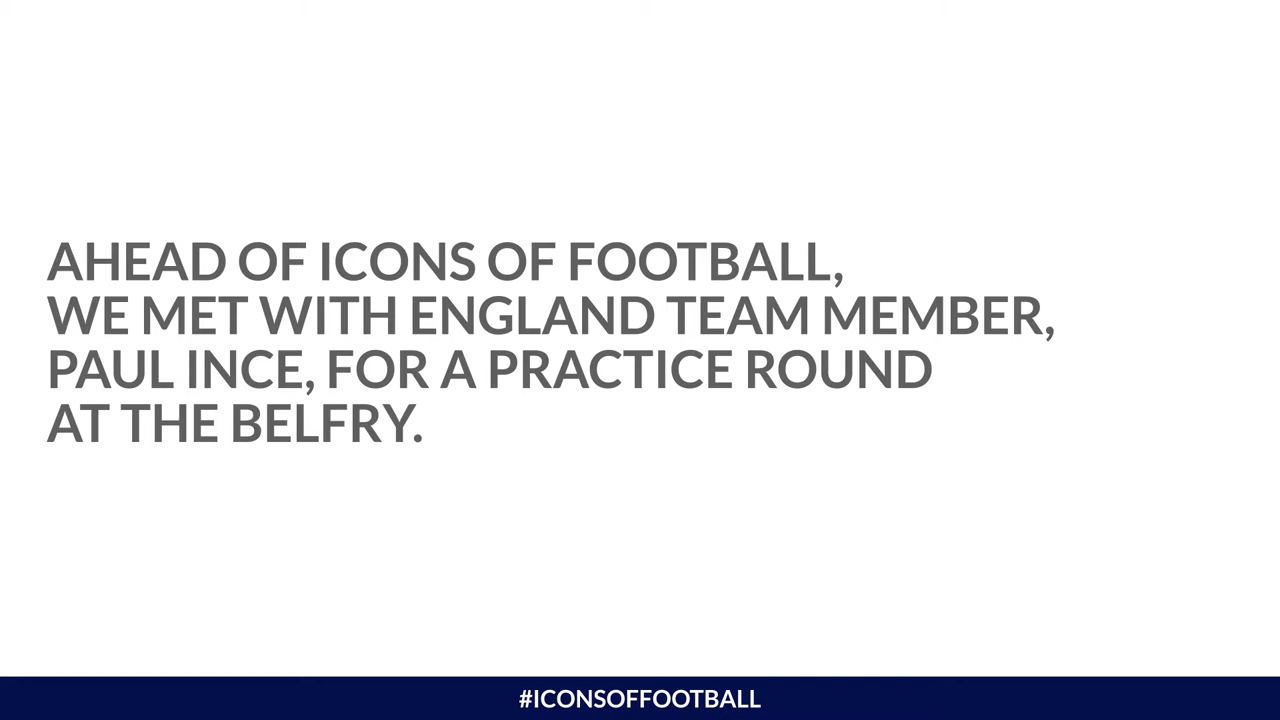 AHEAD OF ICONS OF FOOTBALL,
WE MET WITH ENGLAND TEAM MEMBER,
PAUL INCE, FOR A PRACTICE ROUND
AT THE BELFRY.
#ICONSOFFOOTBALL